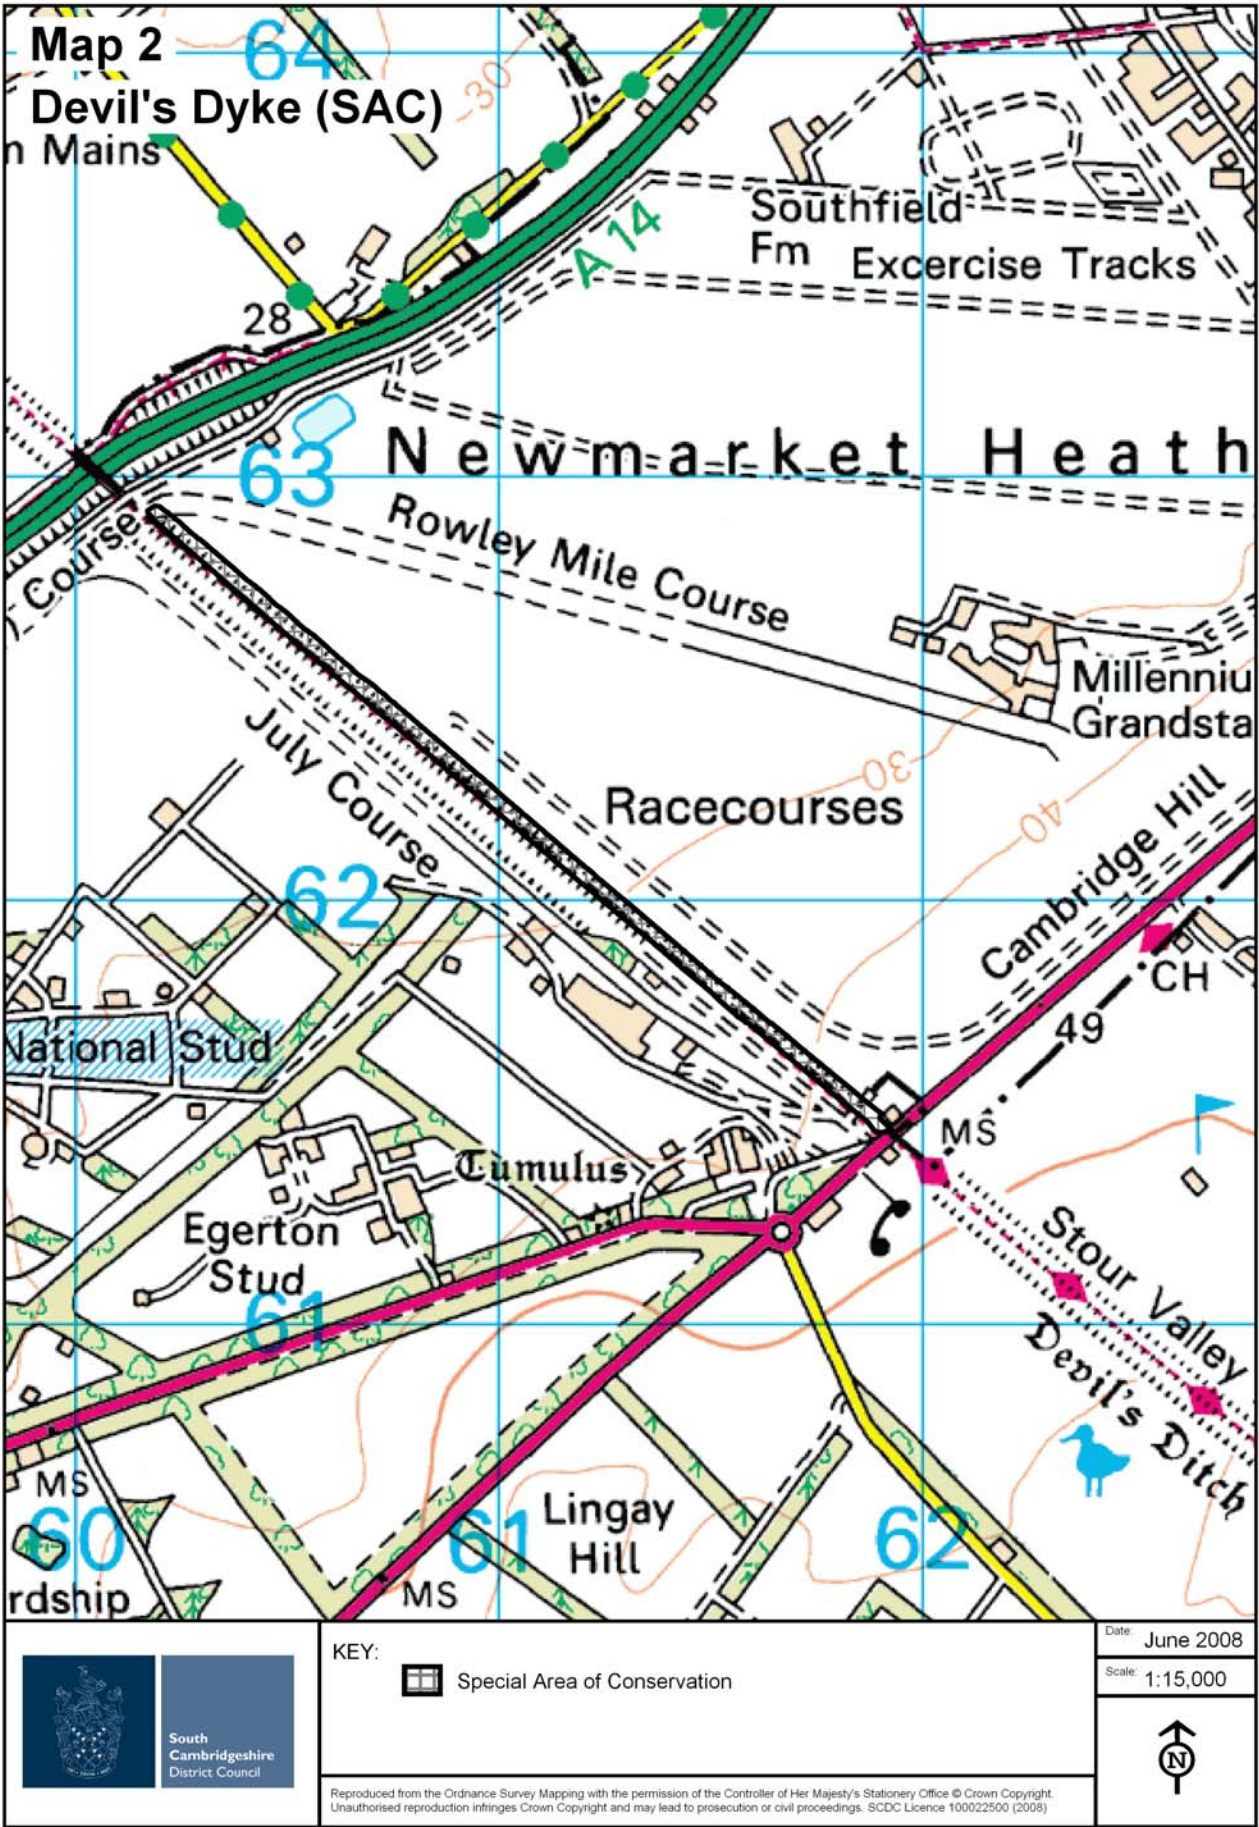 Map 2
Devil's Dyke (SAC)
64
30
n Mains
Southfield
Fm
Excercise Tracks
A 14
28
63
Newmarket Heath
Course
Rowley Mile Course
Millenniu
Grandsta
July Course
Racecourses
30
40
Cambridge Hill
62
CH
49
National Stud
MS
Tumulus
Egerton
Stud
61
Stour Valley
Devil's Ditch
MS
60
61
Lingay
Hill
62
rdship
MS
KEY:
Special Area of Conservation
Date: June 2008
Scale: 1:15,000
N
South
Cambridgeshire
District Council
Reproduced from the Ordnance Survey Mapping with the permission of the Controller of Her Majesty's Stationery Office © Crown Copyright.
Unauthorised reproduction infringes Crown Copyright and may lead to prosecution or civil proceedings. SCDC Licence 100022500 (2008)